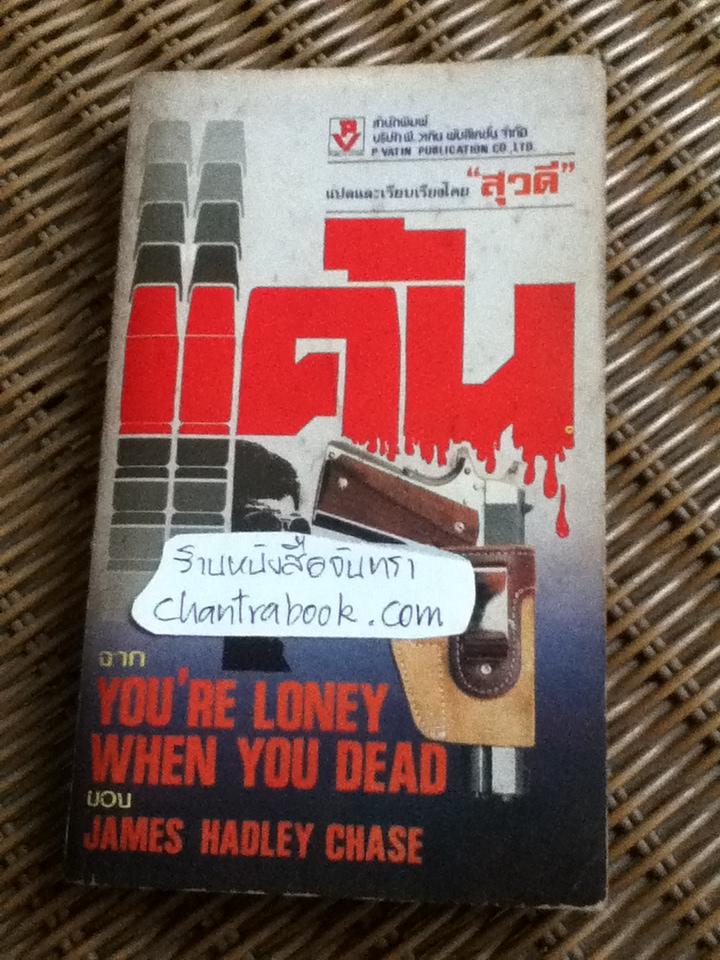 สำนักพิมพ์
บริษัท พี. วาทิน พับลิเคชั่น จำกัด
P. VATIN PUBLICATION CO.,LTD.
แปลและเรียบเรียงโดย "สุวดี"
แค้น
ร้านหนังสือจันทรา
chantrabook.com
จาก
YOU'RE LONEY
WHEN YOU DEAD
ของ
JAMES HADLEY CHASE